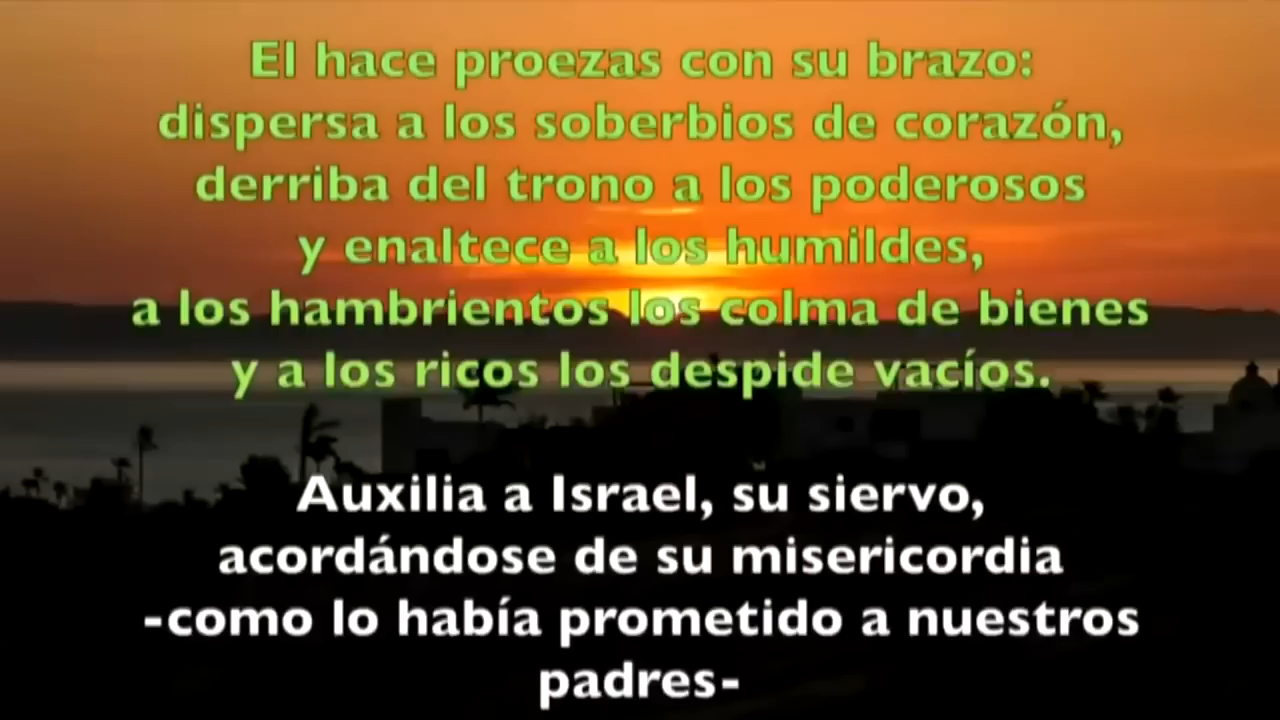 El hace proezas con su brazo:
dispersa a los soberbios de corazón,
derriba del trono a los poderosos
y enaltece a los humildes,
a los hambrientos los colma de bienes
y a los ricos los despide vacíos.
Auxilia a Israel, su siervo,
acordándose de su misericordia
-como lo había prometido a nuestros
padres-